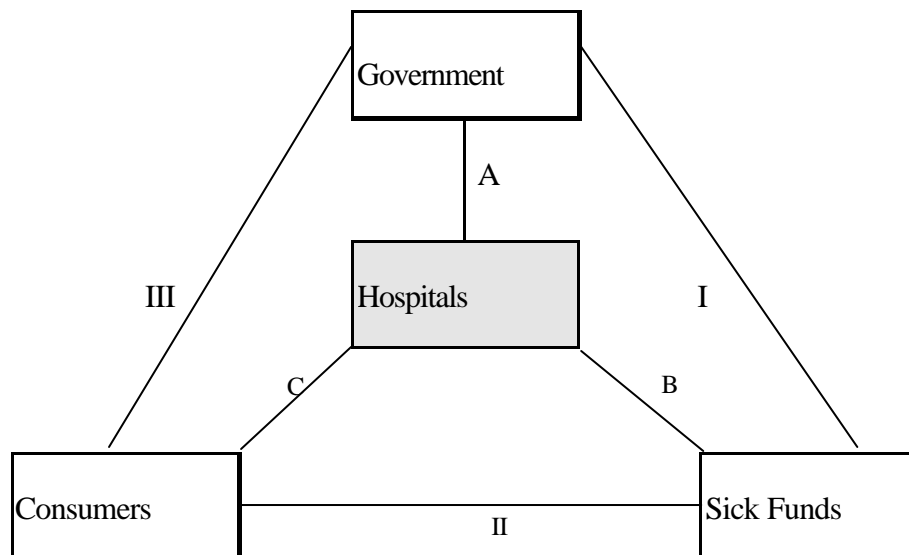 Government
A
Hospitals
III
I
C
B
Consumers
Sick Funds
II